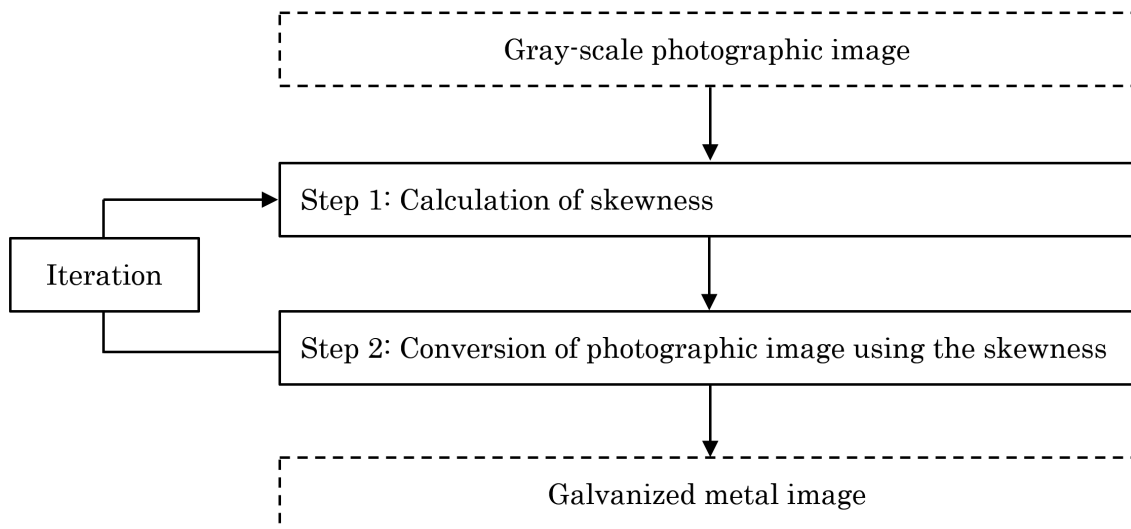 Gray-scale photographic image
Step 1: Calculation of skewness
Iteration
Step 2: Conversion of photographic image using the skewness
Galvanized metal image